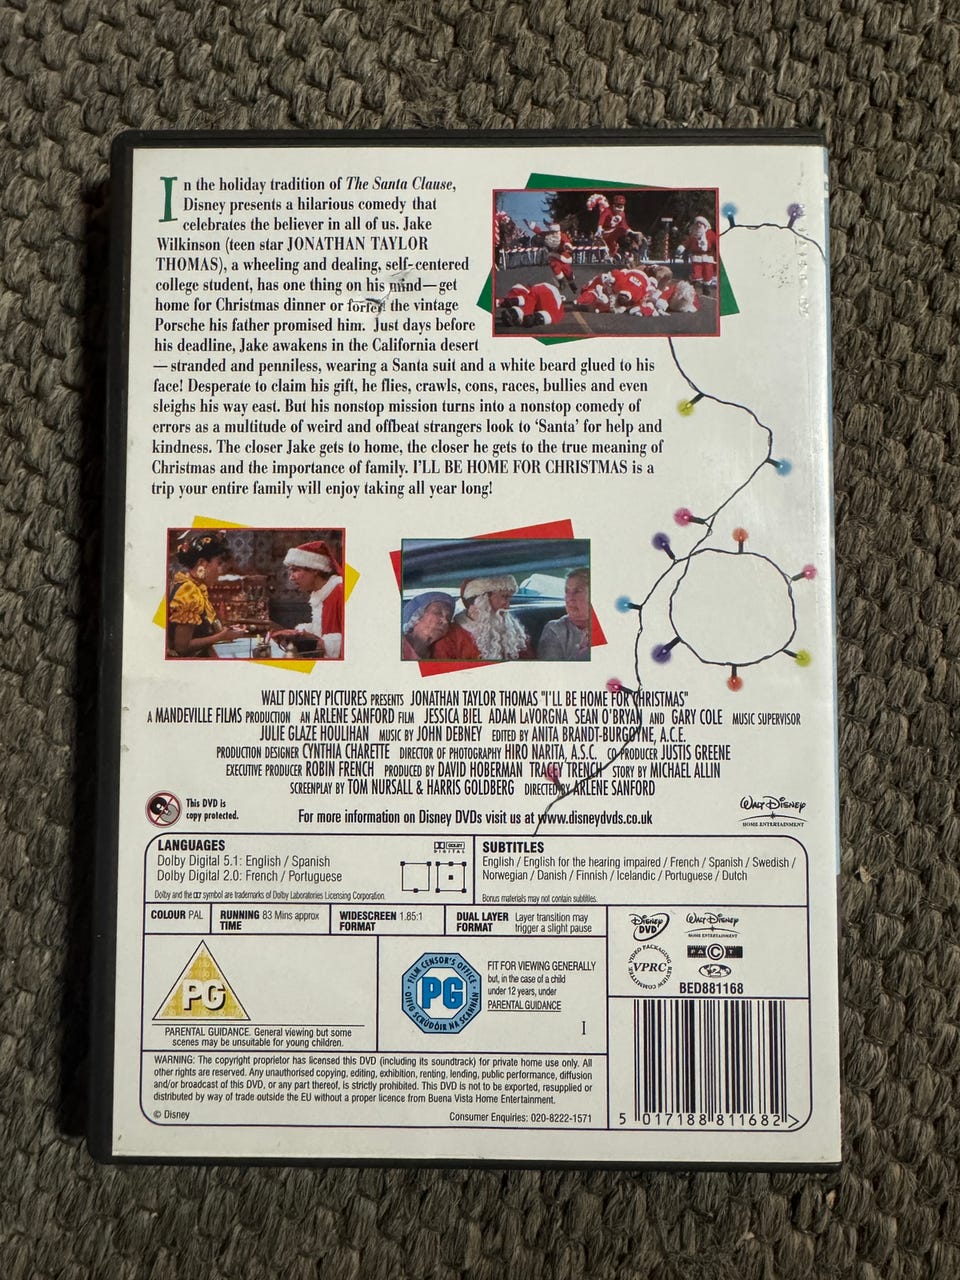 In the holiday tradition of The Santa Clause,
Disney presents a hilarious comedy that
celebrates the believer in all of us. Jake
Wilkinson (teen star JONATHAN TAYLOR
THOMAS), a wheeling and dealing, self-centered
college student, has one thing on his mind—get
home for Christmas dinner or forfeit the vintage
Porsche his father promised him. Just days before
his deadline, Jake awakens in the California desert
—stranded and penniless, wearing a Santa suit and a white beard glued to his
face! Desperate to claim his gift, he flies, crawls, cons, races, bullies and even
sleighs his way east. But his nonstop mission turns into a nonstop comedy of
errors as a multitude of weird and offbeat strangers look to ‘Santa’ for help and
kindness. The closer Jake gets to home, the closer he gets to the true meaning of
Christmas and the importance of family. I’LL BE HOME FOR CHRISTMAS is a
trip your entire family will enjoy taking all year long!
WALT DISNEY PICTURES PRESENTS JONATHAN TAYLOR THOMAS "I'LL BE HOME FOR CHRISTMAS"
A MANDEVILLE FILMS PRODUCTION AN ARLENE SANFORD FILM JESSICA BIEL ADAM LaVORGNA SEAN O'BRYAN AND GARY COLE MUSIC SUPERVISOR
JULIE GLAZE HOULIHAN MUSIC BY JOHN DEBNEY EDITED BY ANITA BRANDT-BURGOYNE, A.C.E.
PRODUCTION DESIGNER CYNTHIA CHARETTE DIRECTOR OF PHOTOGRAPHY HIRO NARITA, A.S.C. CO-PRODUCER JUSTIS GREENE
EXECUTIVE PRODUCER ROBIN FRENCH PRODUCED BY DAVID HOBERMAN TRACEY TRENCH STORY BY MICHAEL ALLIN
SCREENPLAY BY TOM NURSALL & HARRIS GOLDBERG DIRECTED BY ARLENE SANFORD
This DVD is
copy protected.
For more information on Disney DVDs visit us at www.disneydvds.co.uk
WALT DISNEY
HOME ENTERTAINMENT
LANGUAGES
Dolby Digital 5.1: English / Spanish
Dolby Digital 2.0: French / Portuguese
DOLBY
DIGITAL
Dolby and the symbol are trademarks of Dolby Laboratories Licensing Corporation.
SUBTITLES
English / English for the hearing impaired / French / Spanish / Swedish /
Norwegian / Danish / Finnish / Icelandic / Portuguese / Dutch
Bonus materials may not contain subtitles.
COLOUR PAL
RUNNING TIME 83 Mins approx
WIDESCREEN FORMAT 1.85:1
DUAL LAYER FORMAT Layer transition may
trigger a slight pause
Disney DVD
WALT DISNEY
HOME ENTERTAINMENT
VIDEO PACKAGING REVIEW COMMITTEE
VPRC
FACT
BED881168
PG
PARENTAL GUIDANCE. General viewing but some
scenes may be unsuitable for young children.
FILM CENSOR'S OFFICE
PG
OIFIG SCRÚDÓIR NA SCANNÁN
FIT FOR VIEWING GENERALLY
but, in the case of a child
under 12 years, under
PARENTAL GUIDANCE
I
WARNING: The copyright proprietor has licensed this DVD (including its soundtrack) for private home use only. All
other rights are reserved. Any unauthorised copying, editing, exhibition, renting, lending, public performance, diffusion
and/or broadcast of this DVD, or any part thereof, is strictly prohibited. This DVD is not to be exported, resupplied or
distributed by way of trade outside the EU without a proper licence from Buena Vista Home Entertainment.
© Disney
Consumer Enquiries: 020-8222-1571
5 017188 811682 >